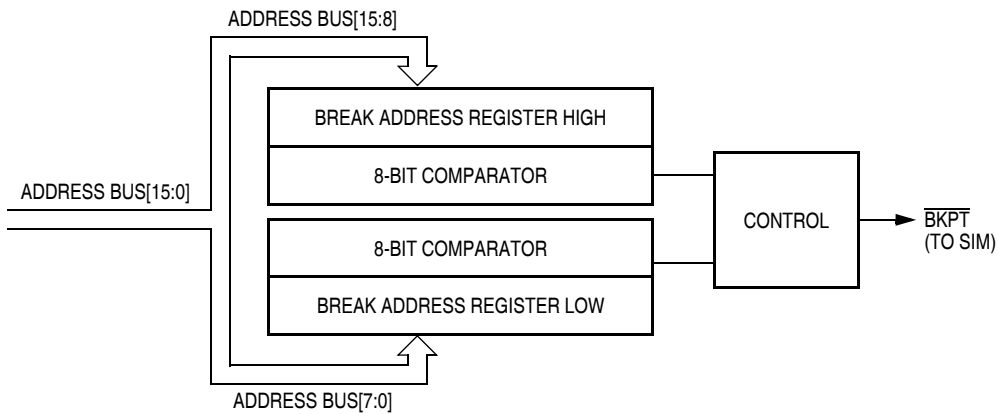 ADDRESS BUS[15:8]
BREAK ADDRESS REGISTER HIGH
8-BIT COMPARATOR
ADDRESS BUS[15:0]
CONTROL
BKPT
(TO SIM)
8-BIT COMPARATOR
BREAK ADDRESS REGISTER LOW
ADDRESS BUS[7:0]